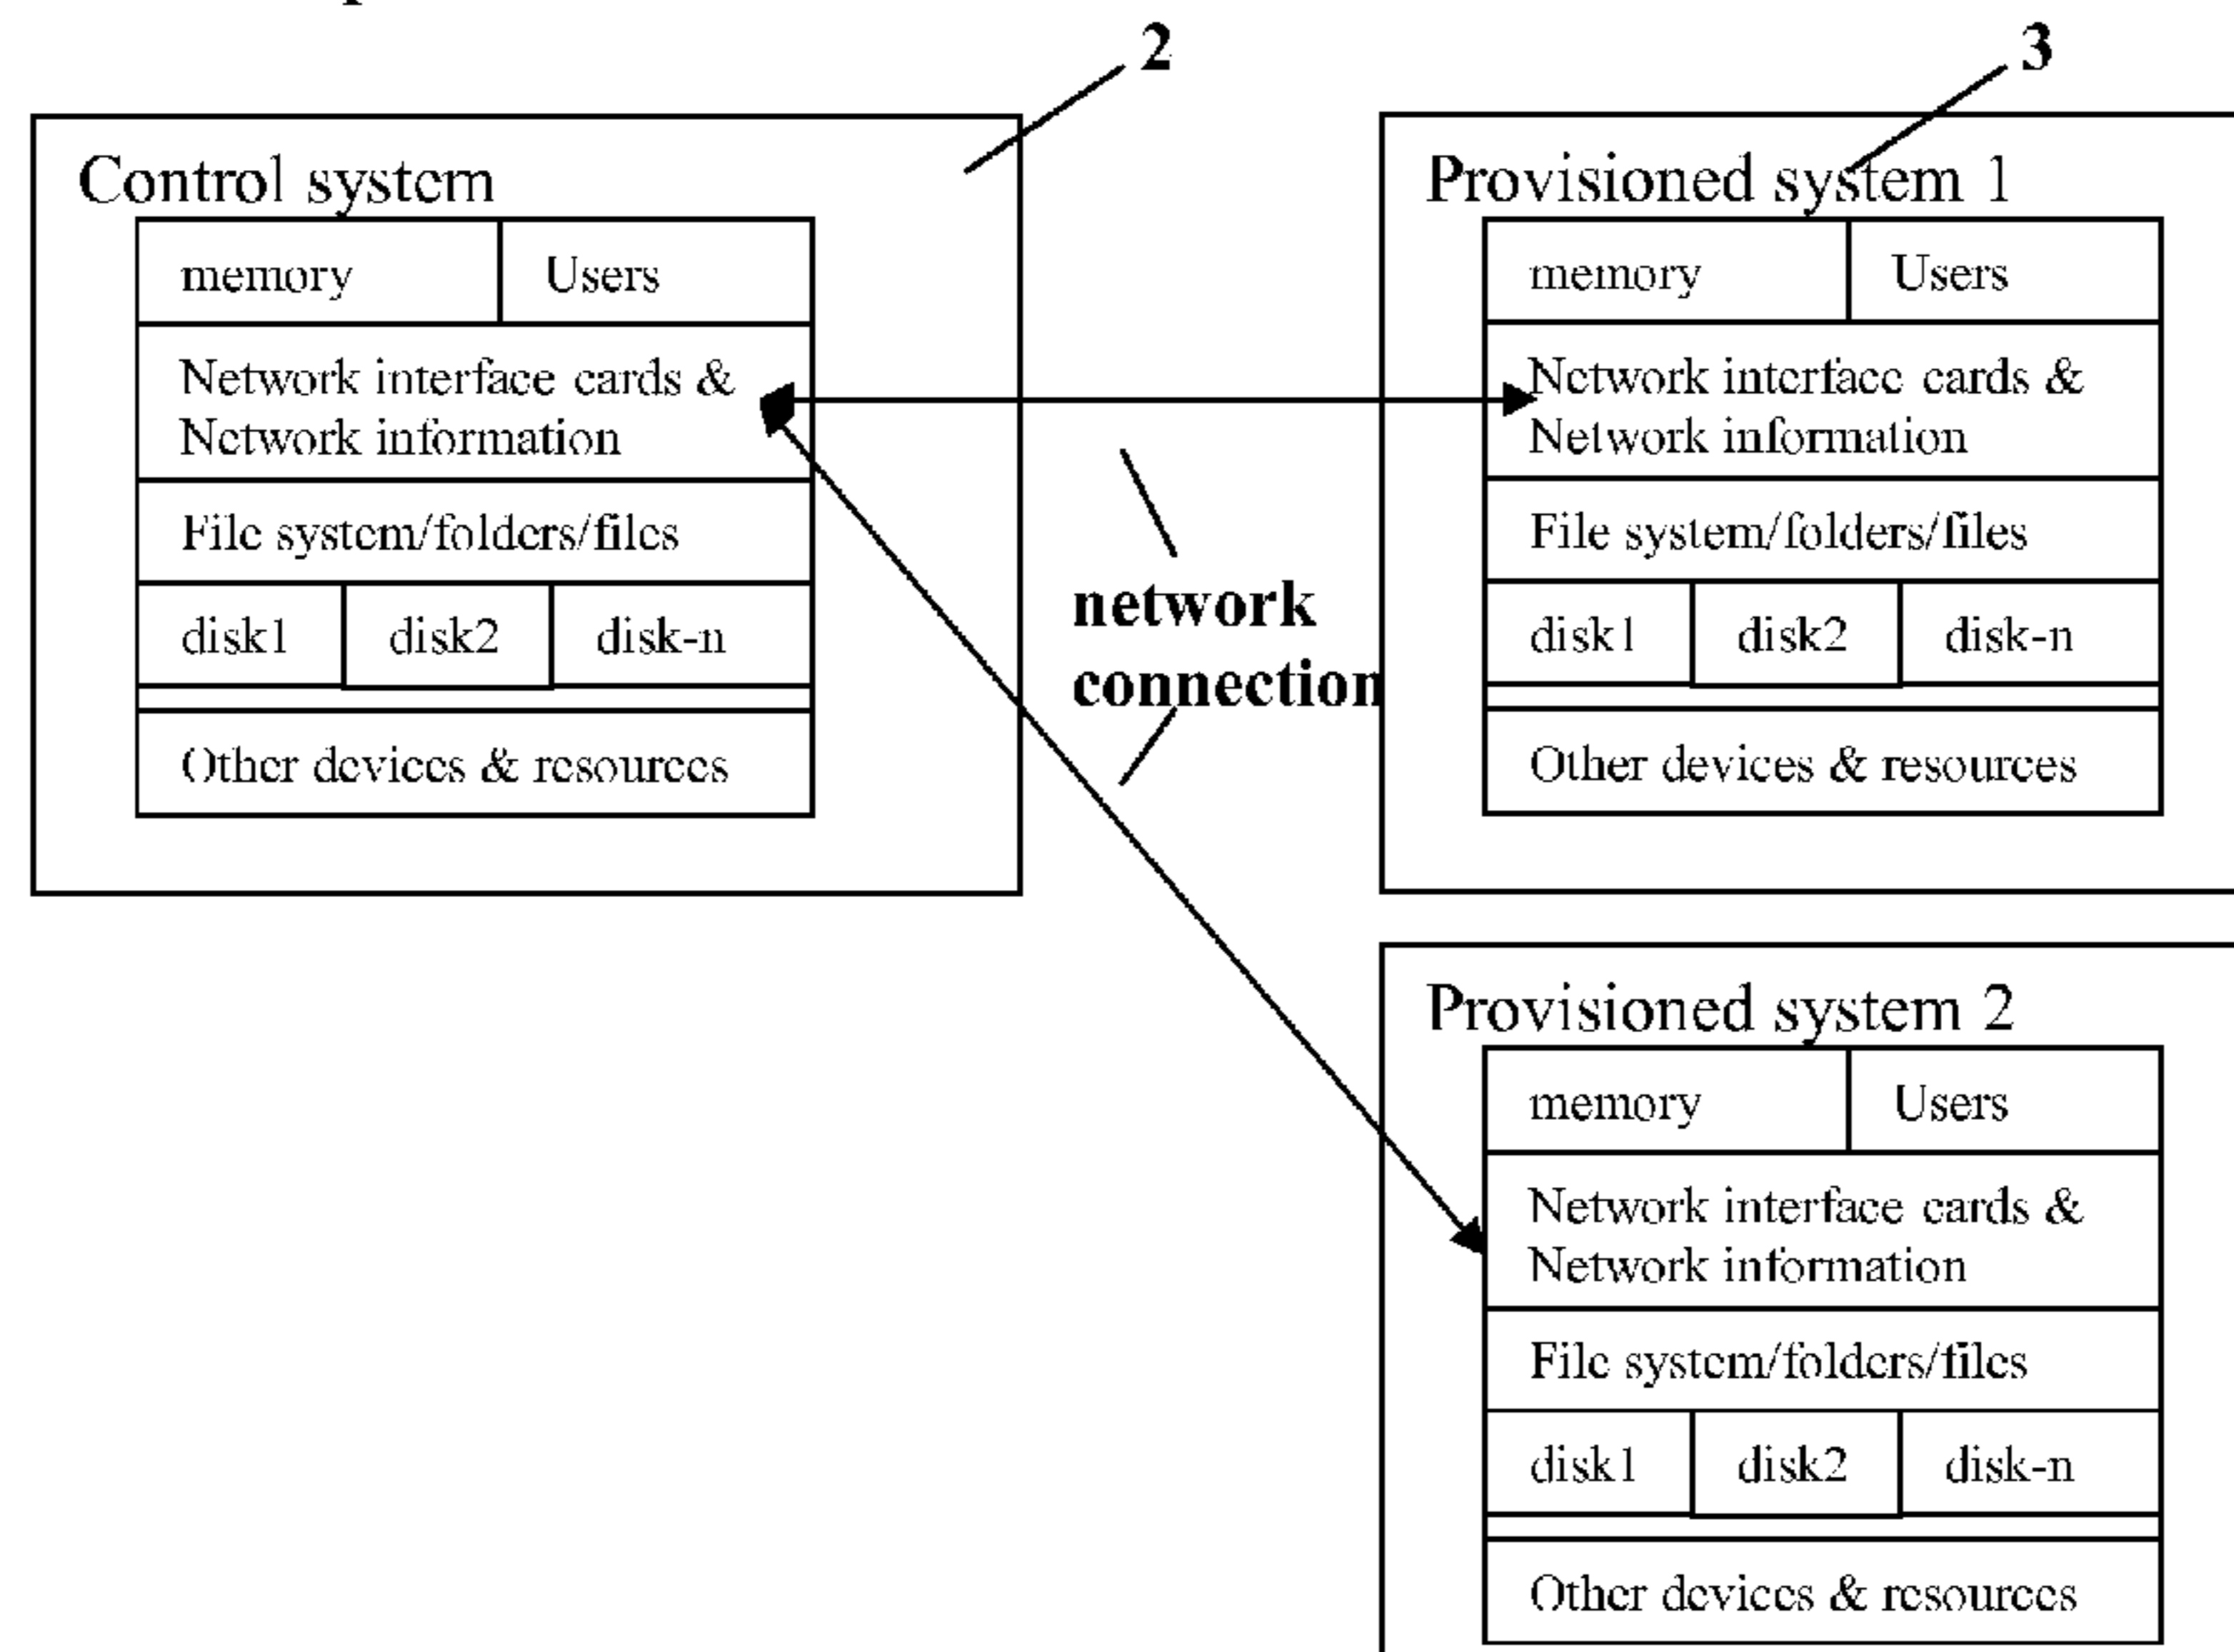 2
3
Control system
memory Users
Network interface cards &
Network information
File system/folders/files
disk1 disk2 disk-n
Other devices & resources
network
connection
Provisioned system 1
memory Users
Network interface cards &
Network information
File system/folders/files
disk1 disk2 disk-n
Other devices & resources
Provisioned system 2
memory Users
Network interface cards &
Network information
File system/folders/files
disk1 disk2 disk-n
Other devices & resources